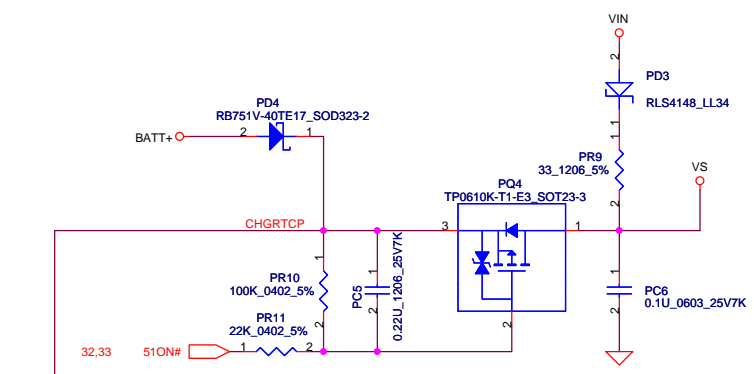 VIN
2
PD3
RLS4148_LL34
1
PD4
RB751V-40TE17_SOD323-2
BATT+
2
1
1
PR9
33_1206_5%
2
VS
PQ4
TP0610K-T1-E3_SOT23-3
CHGRTCP
3
1
1
PR10
100K_0402_5%
2
1
PC5
0.22U_1206_25V7K
2
1
PC6
0.1U_0603_25V7K
2
2
PR11
22K_0402_5%
32,33
51ON#
1
2